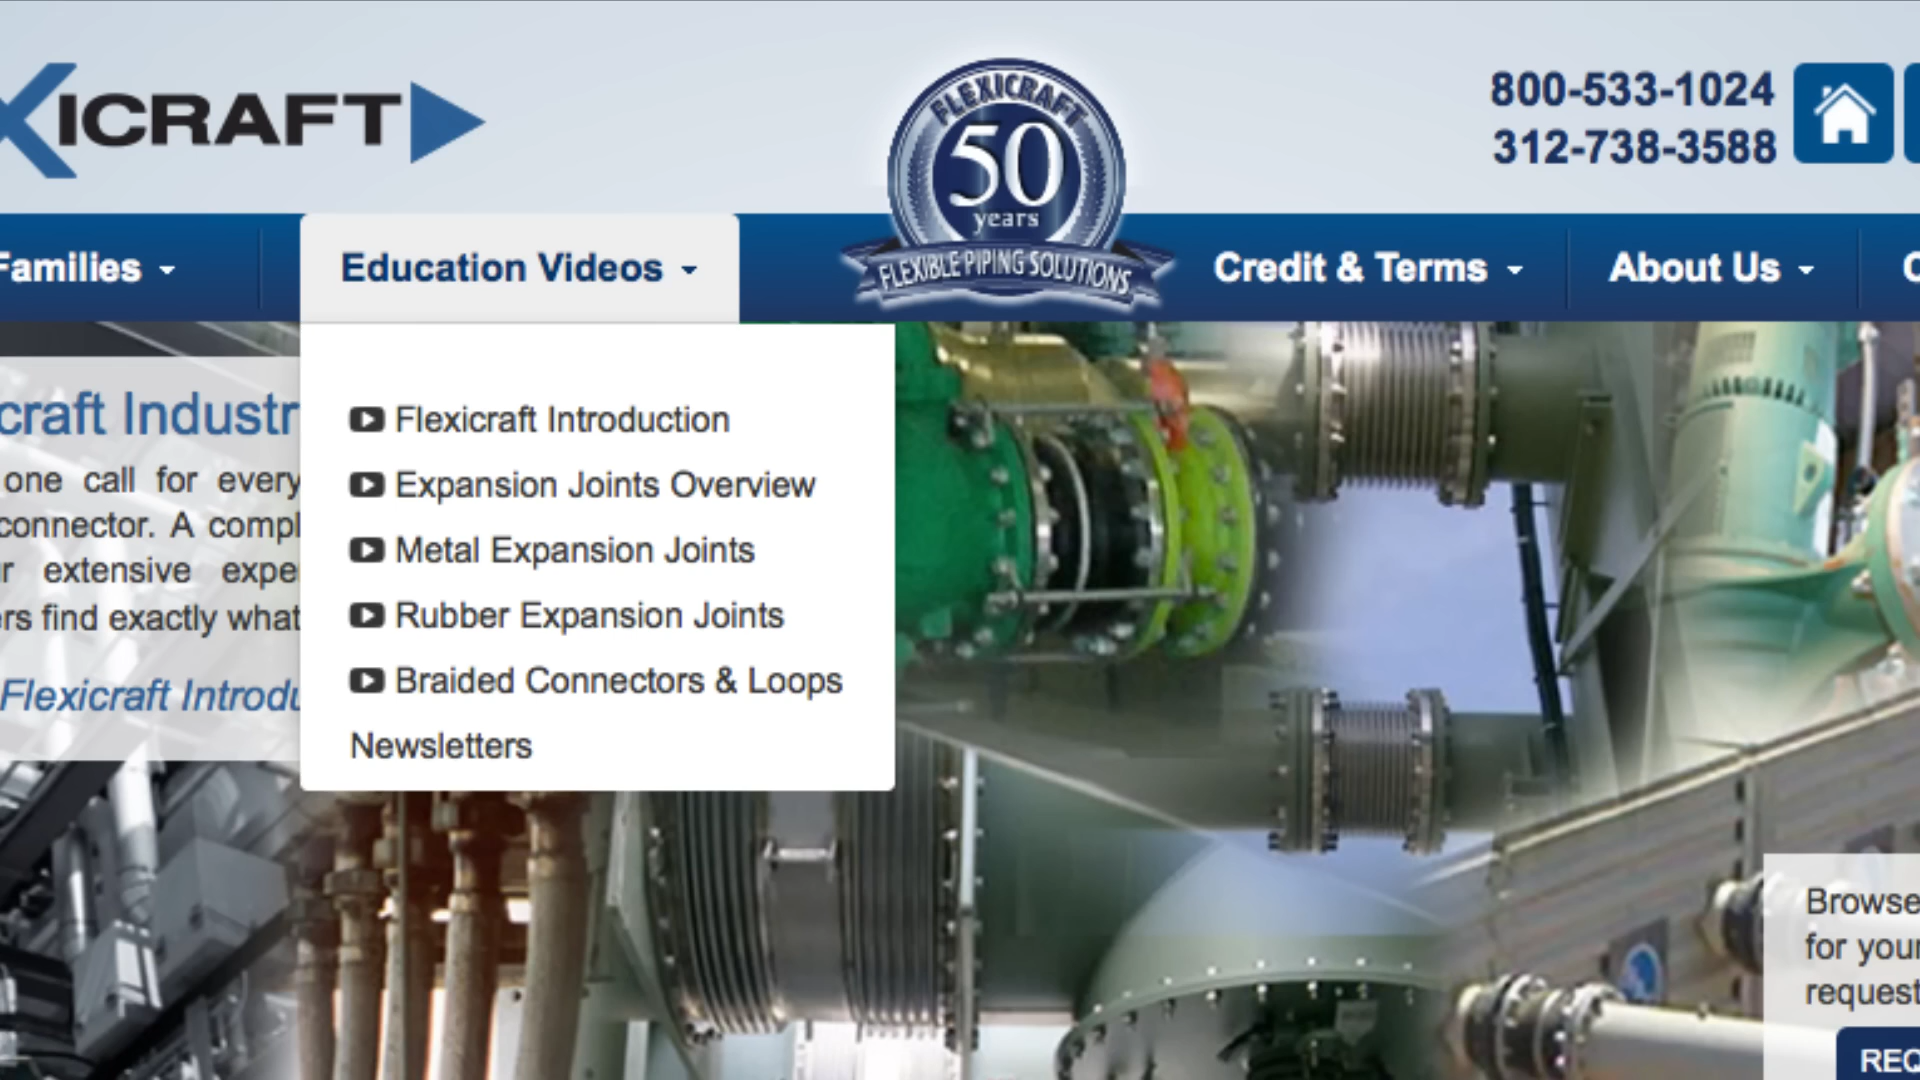 XICRAFT
FLEXICRAFT
50
years
FLEXIBLE PIPING SOLUTIONS
800-533-1024
312-738-3588
Families
Education Videos
Credit & Terms
About Us
Flexicraft Introduction
Expansion Joints Overview
Metal Expansion Joints
Rubber Expansion Joints
Braided Connectors & Loops
Newsletters
craft Industr
one call for every
connector. A compl
r extensive expe
ers find exactly what
Flexicraft Introdu
Browse
for your
request
REQ